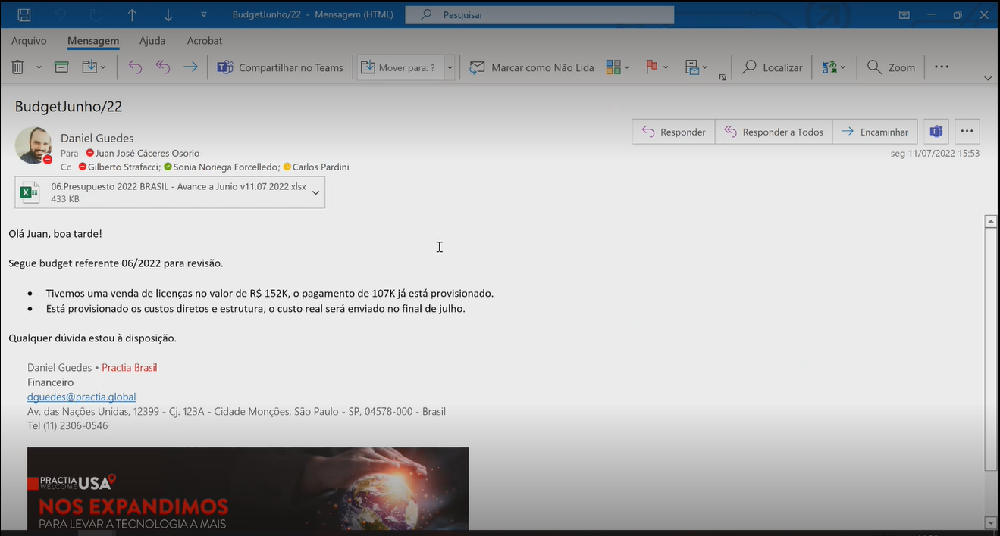 BudgetJunho/22 - Mensagem (HTML)
Pesquisar
Arquivo Mensagem Ajuda Acrobat
Compartilhar no Teams Mover para: ? Marcar como Não Lida Localizar Zoom
BudgetJunho/22
Daniel Guedes
Responder Responder a Todos Encaminhar
Para Juan José Cáceres Osorio
seg 11/07/2022 15:53
Cc Gilberto Strafacci; Sonia Noriega Forcelledo; Carlos Pardini
06.Presupuesto 2022 BRASIL - Avance a Junio v11.07.2022.xlsx
433 KB
Olá Juan, boa tarde!
Segue budget referente 06/2022 para revisão.
• Tivemos uma venda de licenças no valor de R$ 152K, o pagamento de 107K já está provisionado.
• Está provisionado os custos diretos e estrutura, o custo real será enviado no final de julho.
Qualquer dúvida estou à disposição.
Daniel Guedes • Practia Brasil
Financeiro
dguedes@practia.global
Av. das Nações Unidas, 12399 - Cj. 123A - Cidade Monções, São Paulo - SP, 04578-000 - Brasil
Tel (11) 2306-0546
PRACTIA USA
WELCOME
NOS EXPANDIMOS
PARA LEVAR A TECNOLOGIA A MAIS